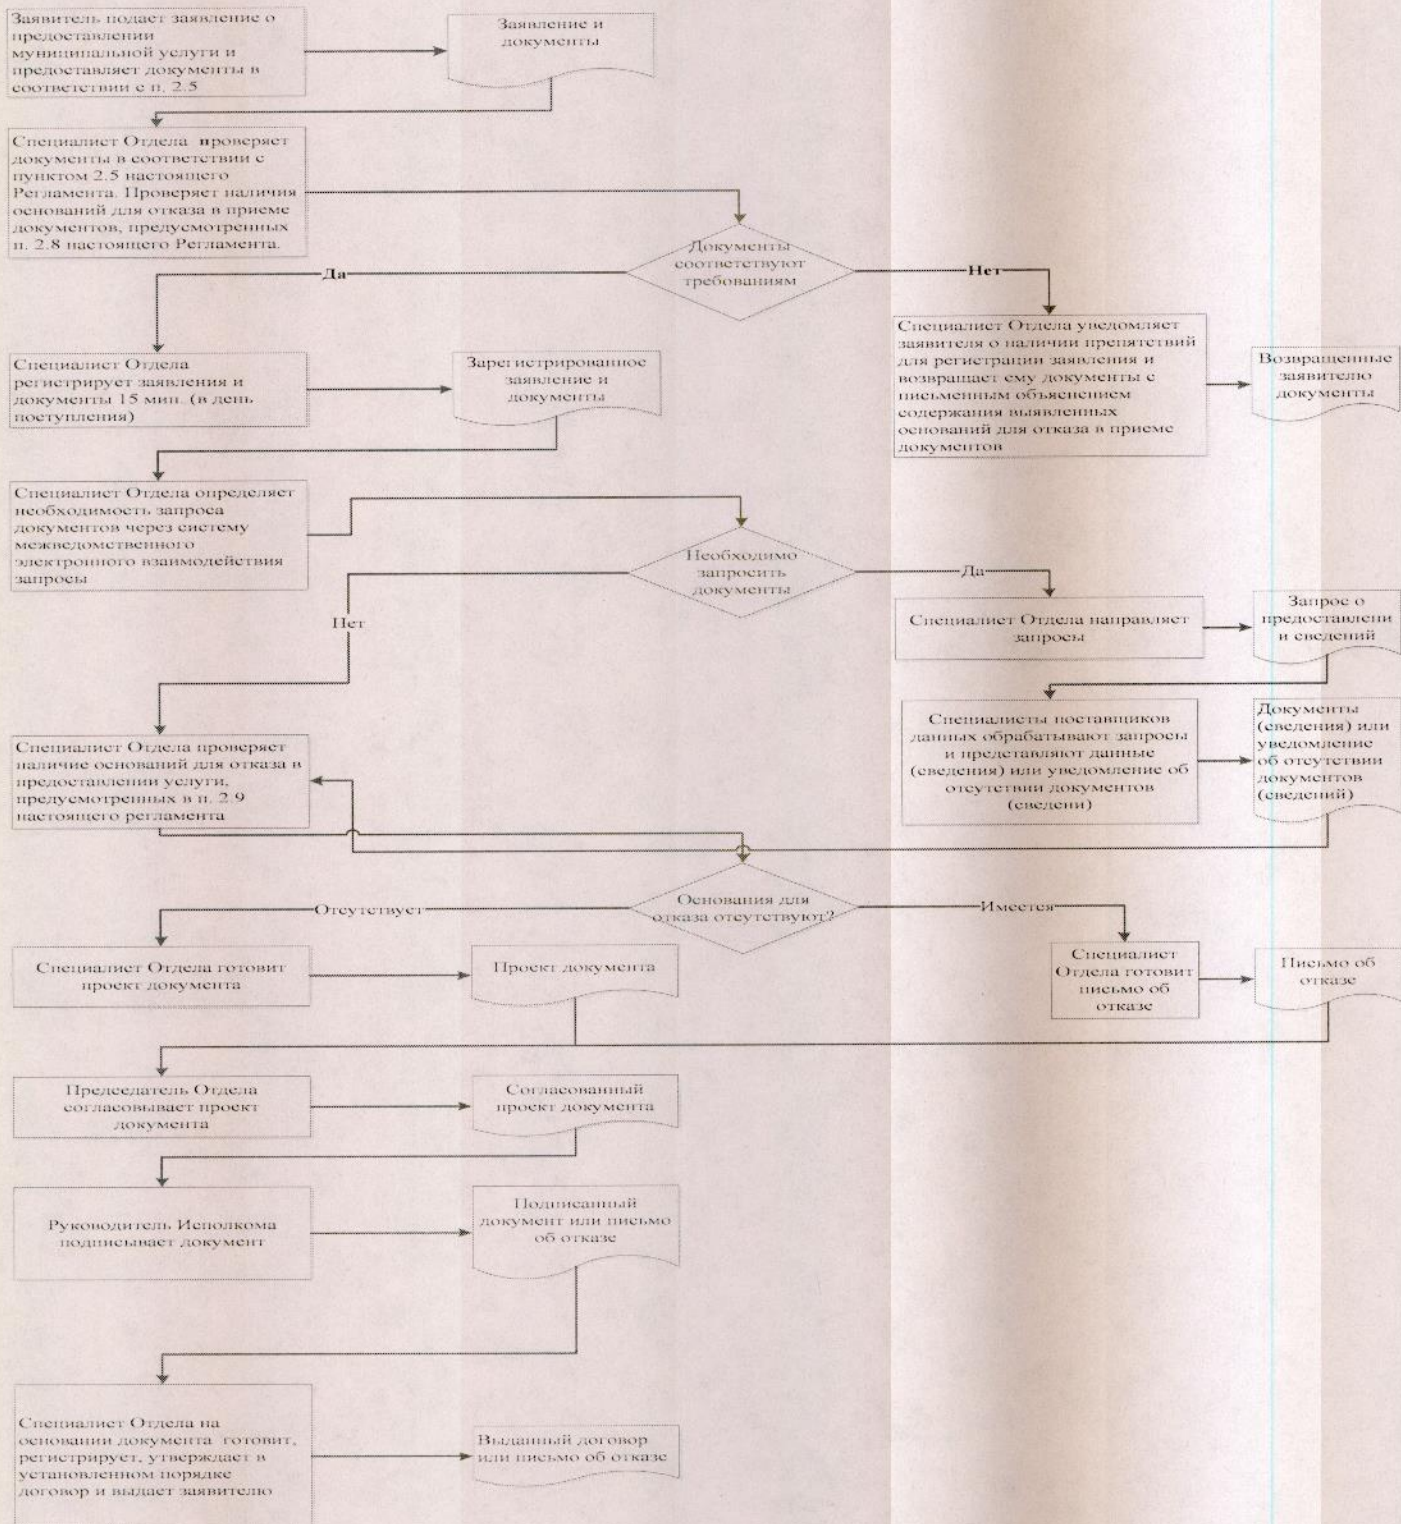 Заявитель подает заявление о
предоставлении
муниципальной услуги и
предоставляет документы в
соответствии с п. 2.5
Заявление и
документы
Специалист Отдела проверяет
документы в соответствии с
пунктом 2.5 настоящего
Регламента. Проверяет наличия
оснований для отказа в приеме
документов, предусмотренных
п. 2.8 настоящего Регламента.
Документы
соответствуют
требованиям
Да
Нет
Специалист Отдела
регистрирует заявления и
документы 15 мин. (в день
поступления)
Зарегистрированное
заявление и
документы
Специалист Отдела уведомляет
заявителя о наличии препятствий
для регистрации заявления и
возвращает ему документы с
письменным объяснением
содержания выявленных
оснований для отказа в приеме
документов
Возвращенные
заявителю
документы
Специалист Отдела определяет
необходимость запроса
документов через систему
межведомственного
электронного взаимодействия
запросы
Необходимо
запросить
документы
Да
Нет
Специалист Отдела направляет
запросы
Запрос о
предоставлени
и сведений
Специалисты поставщиков
данных обрабатывают запросы
и представляют данные
(сведения) или уведомление об
отсутствии документов
(сведени)
Документы
(сведения) или
уведомление
об отсутствии
документов
(сведений)
Специалист Отдела проверяет
наличие оснований для отказа в
предоставлении услуги,
предусмотренных в п. 2.9
настоящего регламента
Основания для
отказа отсутствуют?
Отсутствует
Имеется
Специалист Отдела готовит
проект документа
Проект документа
Специалист
Отдела готовит
письмо об
отказе
Письмо об
отказе
Председатель Отдела
согласовывает проект
документа
Согласованный
проект документа
Руководитель Исполкома
подписывает документ
Подписанный
документ или письмо
об отказе
Специалист Отдела на
основании документа готовит,
регистрирует, утверждает в
установленном порядке
договор и выдает заявителю
Выданный договор
или письмо об отказе